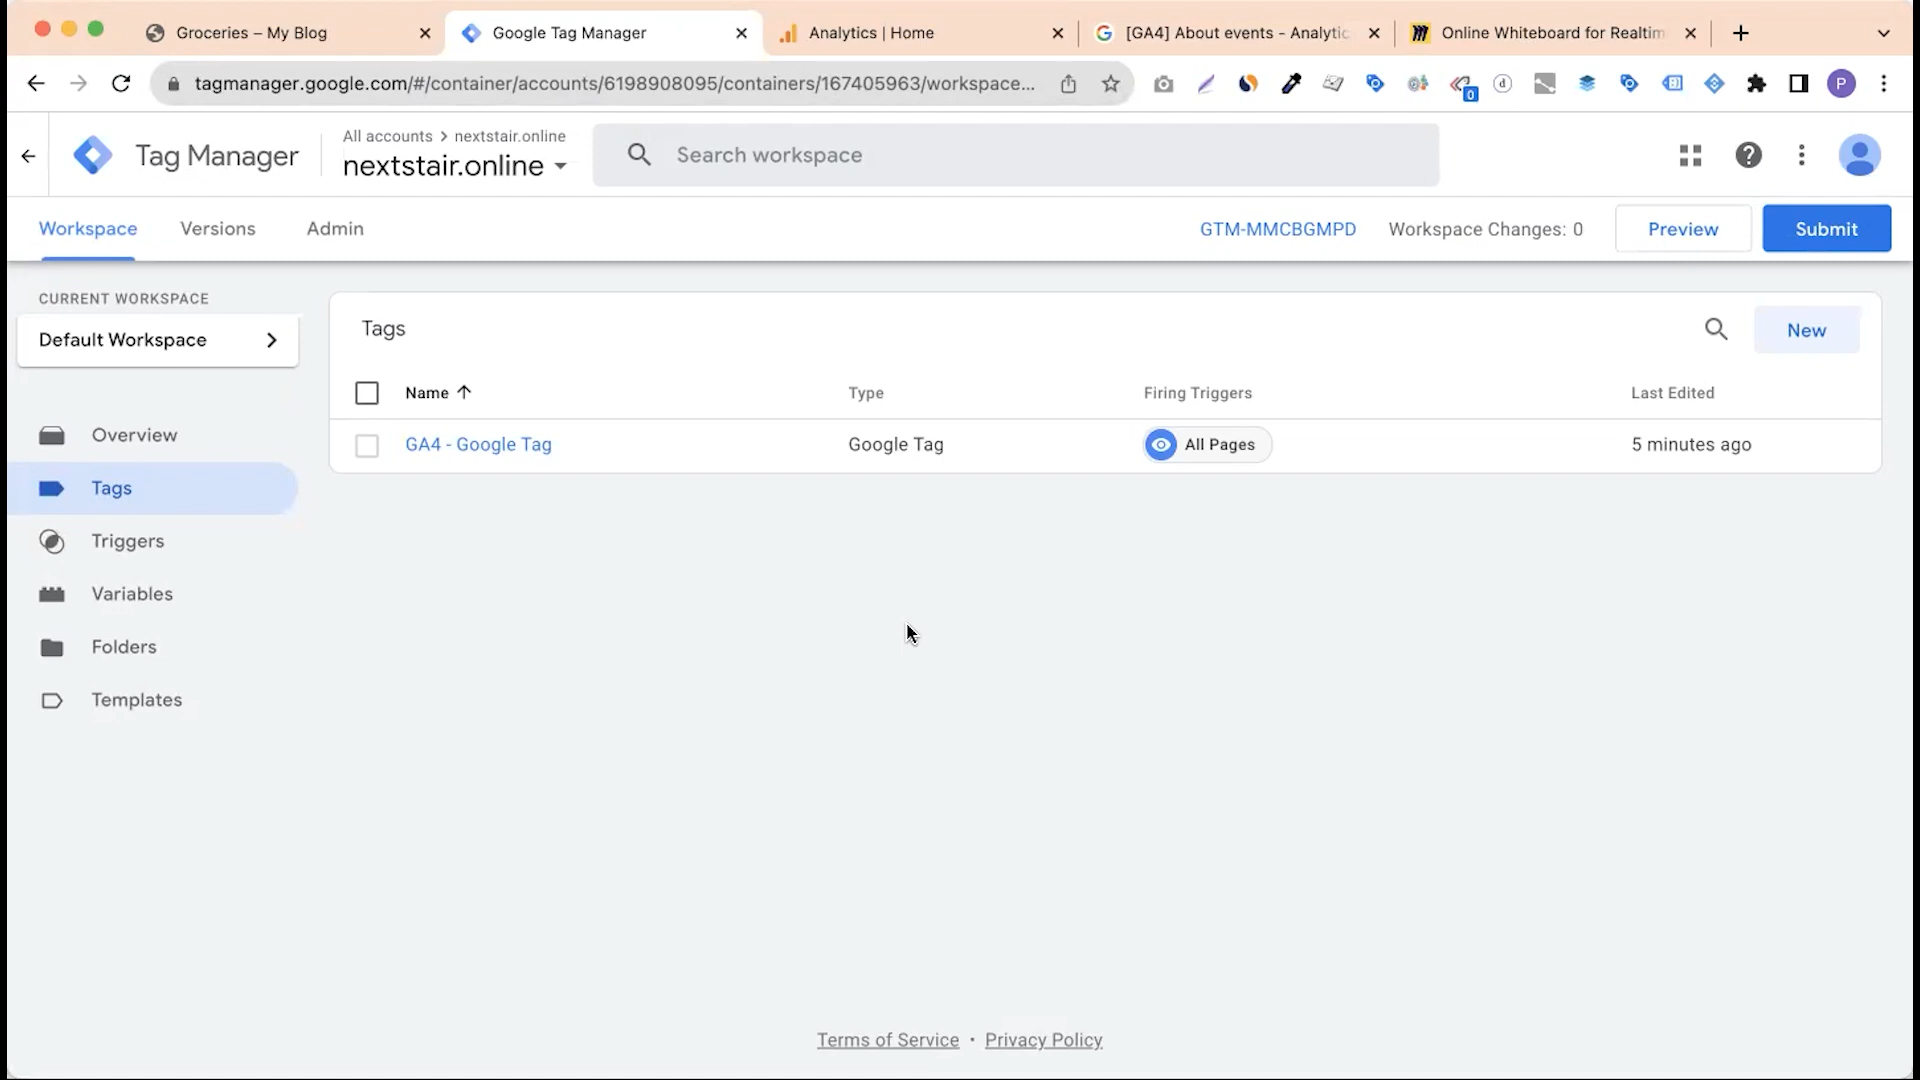 Groceries – My Blog
Google Tag Manager
Analytics | Home
[GA4] About events - Analytic
Online Whiteboard for Realtim
tagmanager.google.com/#/container/accounts/6198908095/containers/167405963/workspace...
0
d
P
Tag Manager
All accounts > nextstair.online
nextstair.online
Search workspace
Workspace
Versions
Admin
GTM-MMCBGMPD
Workspace Changes: 0
Preview
Submit
CURRENT WORKSPACE
Default Workspace
Overview
Tags
Triggers
Variables
Folders
Templates
Tags
New
Name
Type
Firing Triggers
Last Edited
GA4 - Google Tag
Google Tag
All Pages
5 minutes ago
Terms of Service • Privacy Policy